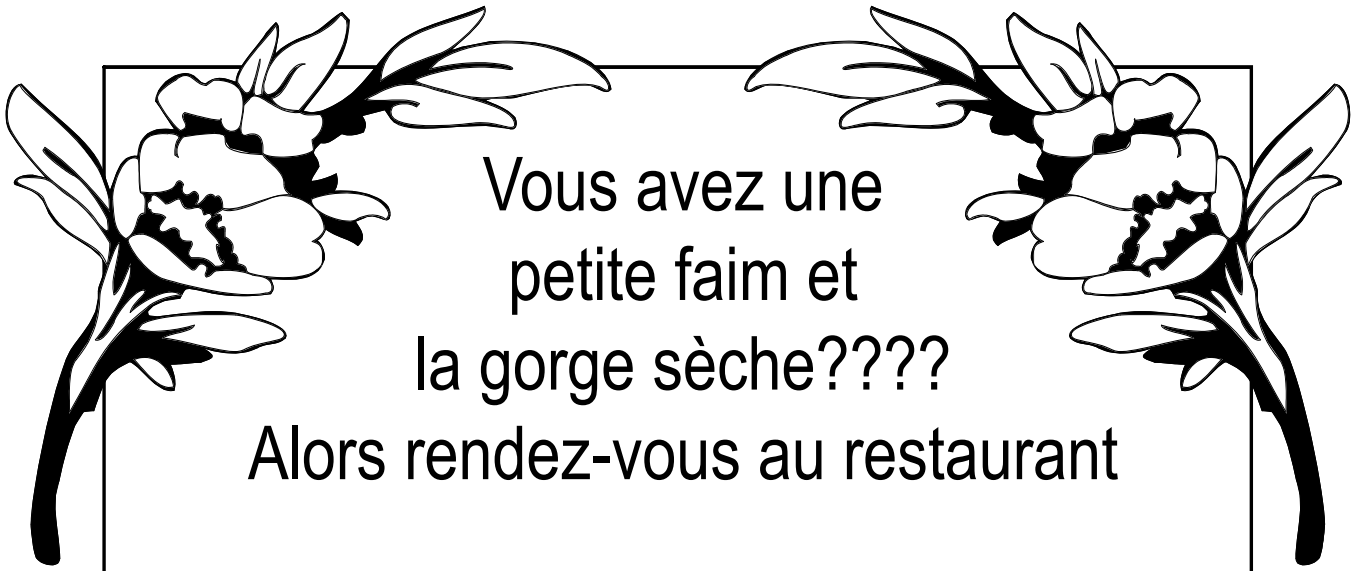 Vous avez une
petite faim et
la gorge sèche????
Alors rendez-vous au restaurant